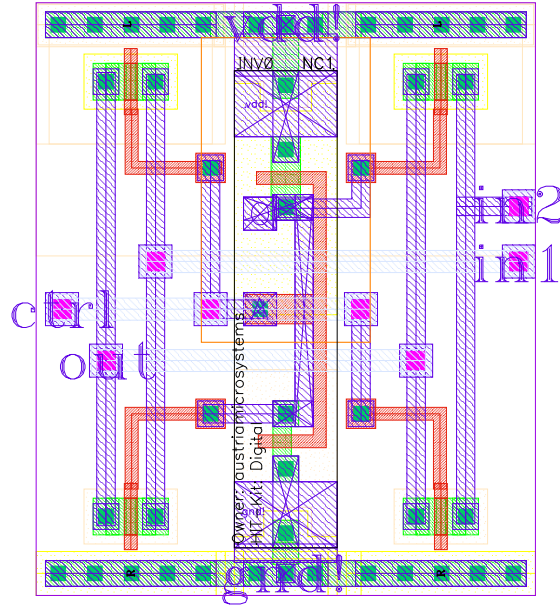 vdd!
L
L
INV0 NC1
vdd!
in2
in1
ctrl
out
Owner: austriamicrosystems
HIT-Kit: Digital
gnd!
R
R
gnd!